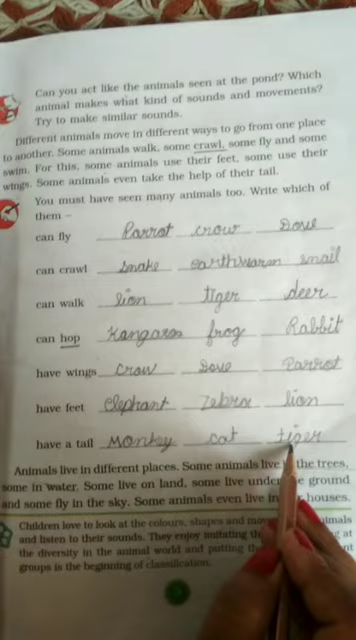 Can you act like the animals seen at the pond? Which
animal makes what kind of sounds and movements?
Try to make similar sounds.
Different animals move in different ways to go from one place
to another. Some animals walk, some crawl, some fly and some
swim. For this, some animals use their feet, some use their
wings. Some animals even take the help of their tail.
You must have seen many animals too. Write which of
them –
can fly Parrot crow Dove
can crawl snake earthwarm snail
can walk lion tiger deer
can hop Kangaroo frog Rabbit
have wings Crow Dove Parrot
have feet elephant Zabra lion
have a tail Monkey cat tiger
Animals live in different places. Some animals live the trees,
some in water. Some live on land, some live under ground
and some fly in the sky. Some animals even live in houses.
Children love to look at the colours, shapes and
and listen to their sounds. They enjoy imitating at
the diversity in the animal world and putting
groups is the beginning of classification.